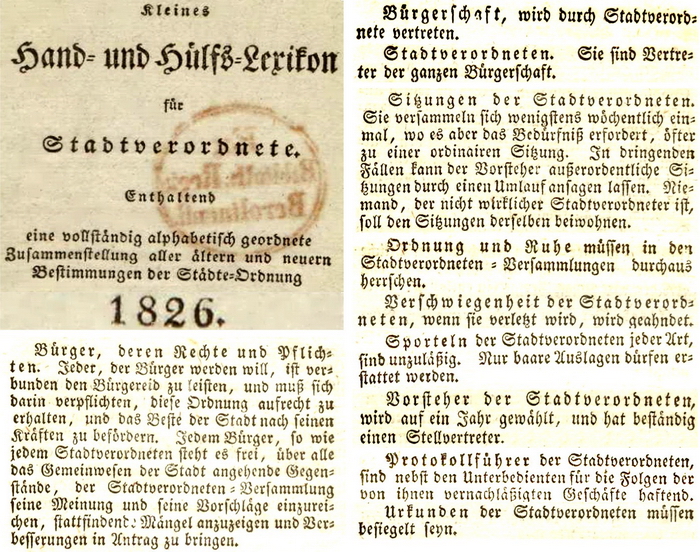 Kleines
Hand- und Hülfs-Lexikon
für
Stadtverordnete.
Enthaltend
eine vollständig alphabetisch geordnete
Zusammenstellung aller ältern und neuern
Bestimmungen der Städte-Ordnung
1826.
Bürger, deren Rechte und Pflich-
ten. Jeder, der Bürger werden will, ist ver-
bunden den Bürgereid zu leisten, und muß sich
darin verpflichten, diese Ordnung aufrecht zu
erhalten, und das Beste der Stadt nach seinen
Kräften zu befördern. Jedem Bürger, so wie
jedem Stadtverordneten steht es frei, über alle
das Gemeinwesen der Stadt angehende Gegen-
stände, der Stadtverordneten-Versammlung
seine Meinung und seine Vorschläge einzurei-
chen, stattfindende Mängel anzuzeigen und Ver-
besserungen in Antrag zu bringen.
Bürgerschaft, wird durch Stadtverord-
nete vertreten.
Stadtverordneten. Sie sind Vertre-
ter der ganzen Bürgerschaft.
Sitzungen der Stadtverordneten.
Sie versammeln sich wenigstens wöchentlich ein-
mal, wo es aber das Bedürfniß erfordert, öfter
zu einer ordinairen Sitzung. In dringenden
Fällen kann der Vorsteher außerordentliche Si-
tzungen durch einen Umlauf ansagen lassen. Nie-
mand, der nicht wirklicher Stadtverordneter ist,
soll den Sitzungen derselben beiwohnen.
Ordnung und Ruhe müssen in den
Stadtverordneten-Versammlungen durchaus
herrschen.
Verschwiegenheit der Stadtverord-
neten, wenn sie verletzt wird, wird geahndet.
Sporteln der Stadtverordneten jeder Art,
sind unzuläßig. Nur baare Auslagen dürfen er-
stattet werden.
Vorsteher der Stadtverordneten,
wird auf ein Jahr gewählt, und hat beständig
einen Stellvertreter.
Protokollführer der Stadtverordneten,
sind nebst den Unterbedienten für die Folgen der
von ihnen vernachläßigten Geschäfte haftend.
Urkunden der Stadtverordneten müssen
besiegelt seyn.